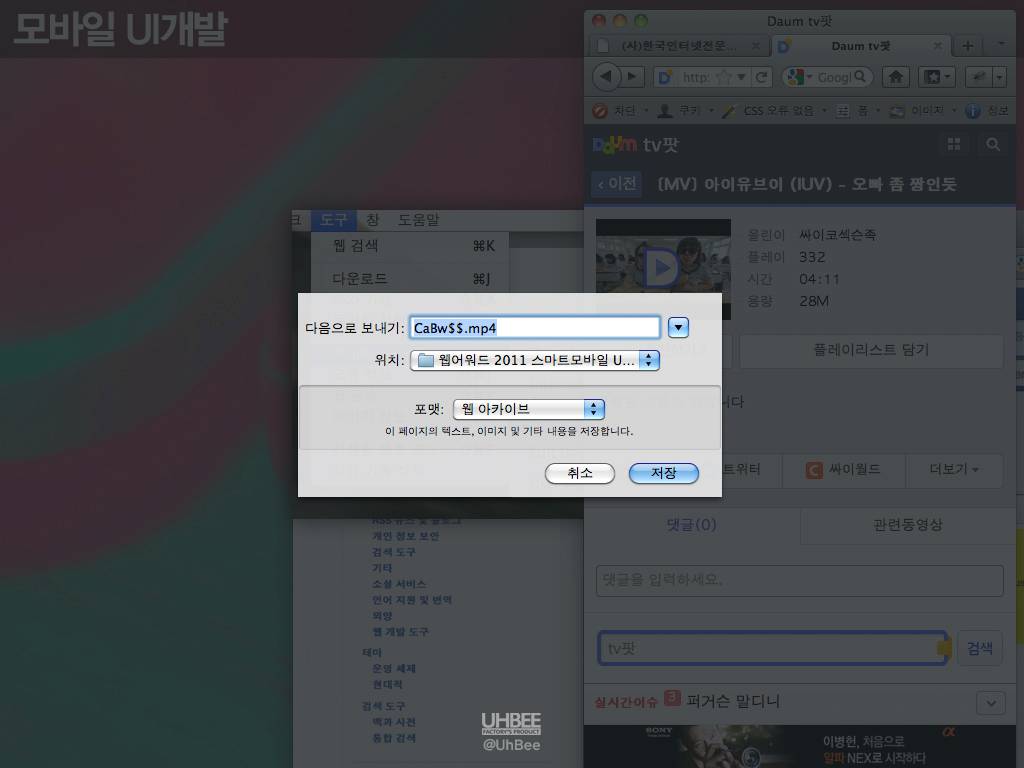 모바일 UI개발
Daum tv팟
(사)한국인터넷전문...
Daum tv팟
http:
Googl
차단
쿠키
CSS 오류 없음
폼
이미지
정보
Daum tv팟
이전
[MV] 아이유브이 (IUV) - 오빠 좀 짱인듯
크 도구 창 도움말
웹 검색 ⌘K
다운로드 ⌘J
올린이 싸이코섹슨족
플레이 332
시간 04:11
용량 28M
플레이리스트 담기
다음으로 보내기: CaBw$$.mp4
위치: 웹어워드 2011 스마트모바일 U...
포맷: 웹 아카이브
이 페이지의 텍스트, 이미지 및 기타 내용을 저장합니다.
취소 저장
니다
트위터 싸이월드 더보기
댓글(0) 관련동영상
댓글을 입력하세요.
tv팟 검색
실시간이슈 3 퍼거슨 말디니
SONY
이병헌, 처음으로
알파 NEX로 시작하다
α
RSS 뉴스 및 블로그
개인 정보 보안
검색 도구
기타
소셜 서비스
언어 지원 및 번역
외양
웹 개발 도구
테마
운영 체제
현대적
검색 도구
백과 사전
통합 검색
UHBEE
FACTORY'S PRODUCT
@UhBee